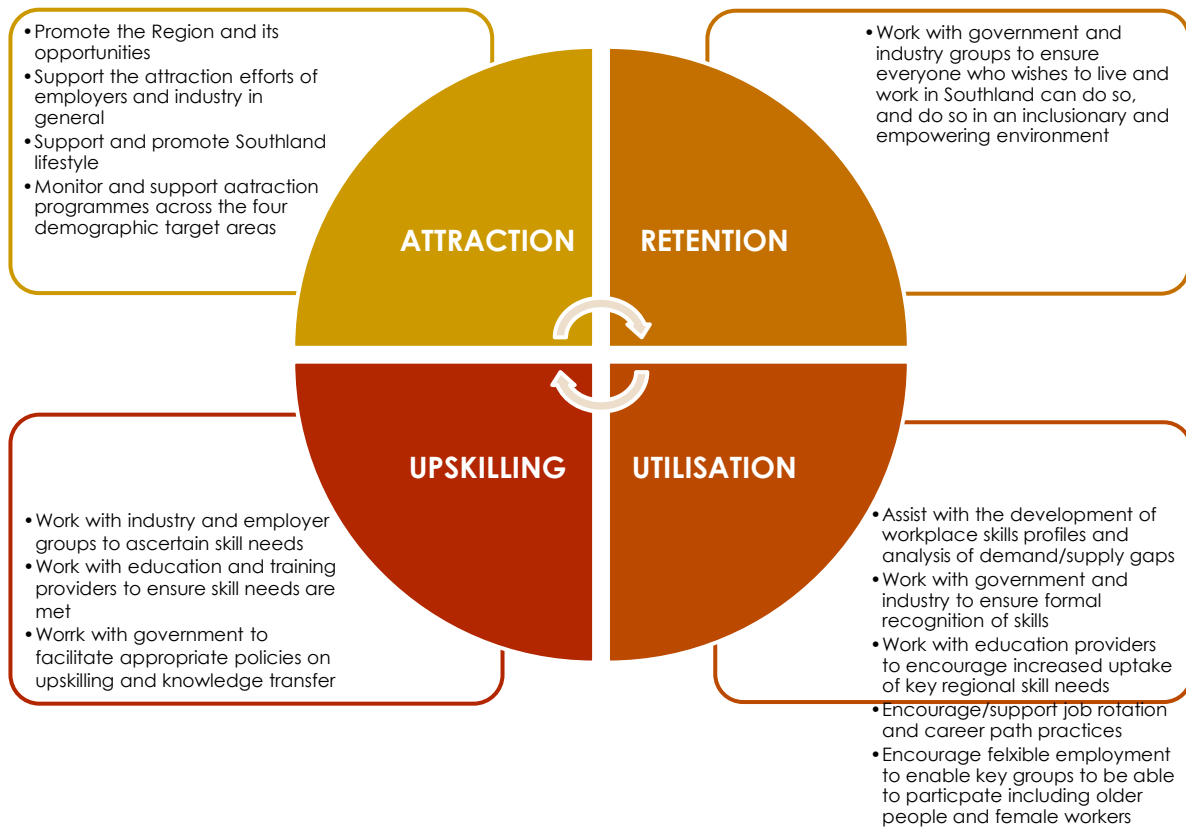 •Promote the Region and its
opportunities
•Support the attraction efforts of
employers and industry in
general
•Support and promote Southland
lifestyle
•Monitor and support aatraction
programmes across the four
demographic target areas
•Work with government and
industry groups to ensure
everyone who wishes to live and
work in Southland can do so,
and do so in an inclusionary and
empowering environment
ATTRACTION
RETENTION
UPSKILLING
UTILISATION
•Work with industry and employer
groups to ascertain skill needs
•Work with education and training
providers to ensure skill needs are
met
•Worrk with government to
facilitate appropriate policies on
upskilling and knowledge transfer
•Assist with the development of
workplace skills profiles and
analysis of demand/supply gaps
•Work with government and
industry to ensure formal
recognition of skills
•Work with education providers
to encourage increased uptake
of key regional skill needs
•Encourage/support job rotation
and career path practices
•Encourage felxible employment
to enable key groups to be able
to particpate including older
people and female workers